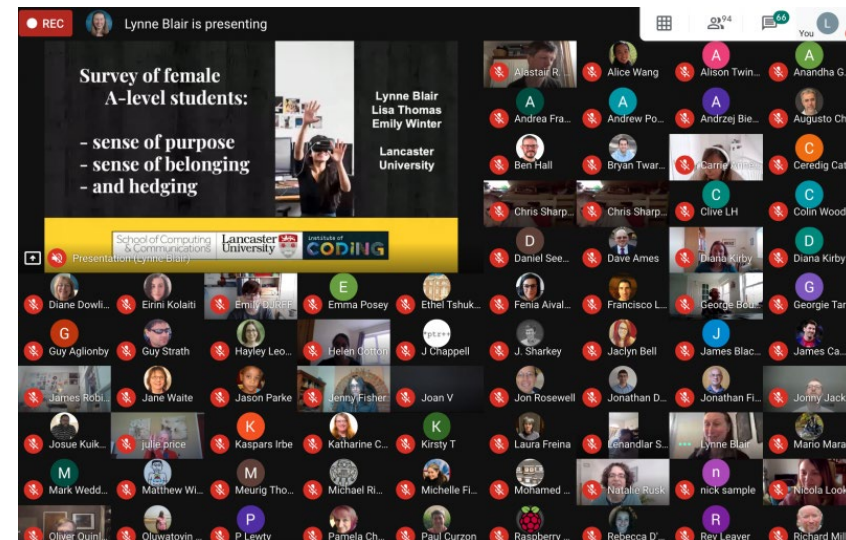 REC
Lynne Blair is presenting
94
66
You
L
Survey of female
A-level students:
- sense of purpose
- sense of belonging
- and hedging
Lynne Blair
Lisa Thomas
Emily Winter
Lancaster
University
School of Computing
& Communications
Lancaster
University
institute of
CODING
Presentation (Lynne Blair)
Alastair R. ...
Alice Wang
A
Alison Twin...
A
Anandha G.
A
Andrea Fra...
A
Andrew Po...
A
Andrzej Bie...
Augusto Ch
Ben Hall
Bryan Twar...
Carrie
C
Ceredig Cat
Chris Sharp...
Chris Sharp...
C
Clive LH
C
Colin Wood
D
Daniel See...
Dave Ames
Diana Kirby
D
Diana Kirby
Diane Dowli...
Eirini Kolaiti
Emily
E
Emma Posey
Ethel Tshuk...
Fenia Aival...
Francisco L...
George Bou...
G
Georgie Tar
G
Guy Aglionby
Guy Strath
Hayley Leo...
Helen Cotton
*ptr++
J Chappell
J. Sharkey
Jaclyn Bell
J
James Blac...
James Ca...
James Robi...
Jane Waite
Jason Parke
Jenny Fisher
Joan V
Jon Rosewell
Jonathan D...
Jonathan Fi...
Jonny Jack
Josue Kuik...
julie price
K
Kaspars Irbe
Katharine C...
K
Kirsty T
Laura Freina
Lenandlar S...
Lynne Blair
Mario Mara
M
Mark Wedd...
Matthew Wi...
M
Meurig Tho...
Michael Ri...
Michelle Fi...
Mohamed ...
Natalie Rusk
n
nick sample
Nicola Look
Oliver Quinl...
Oluwatoyin ...
P
P Lewty
Pamela Ch...
Paul Curzon
Raspberry ...
Rebecca D'...
R
Rey Leaver
Richard Mill